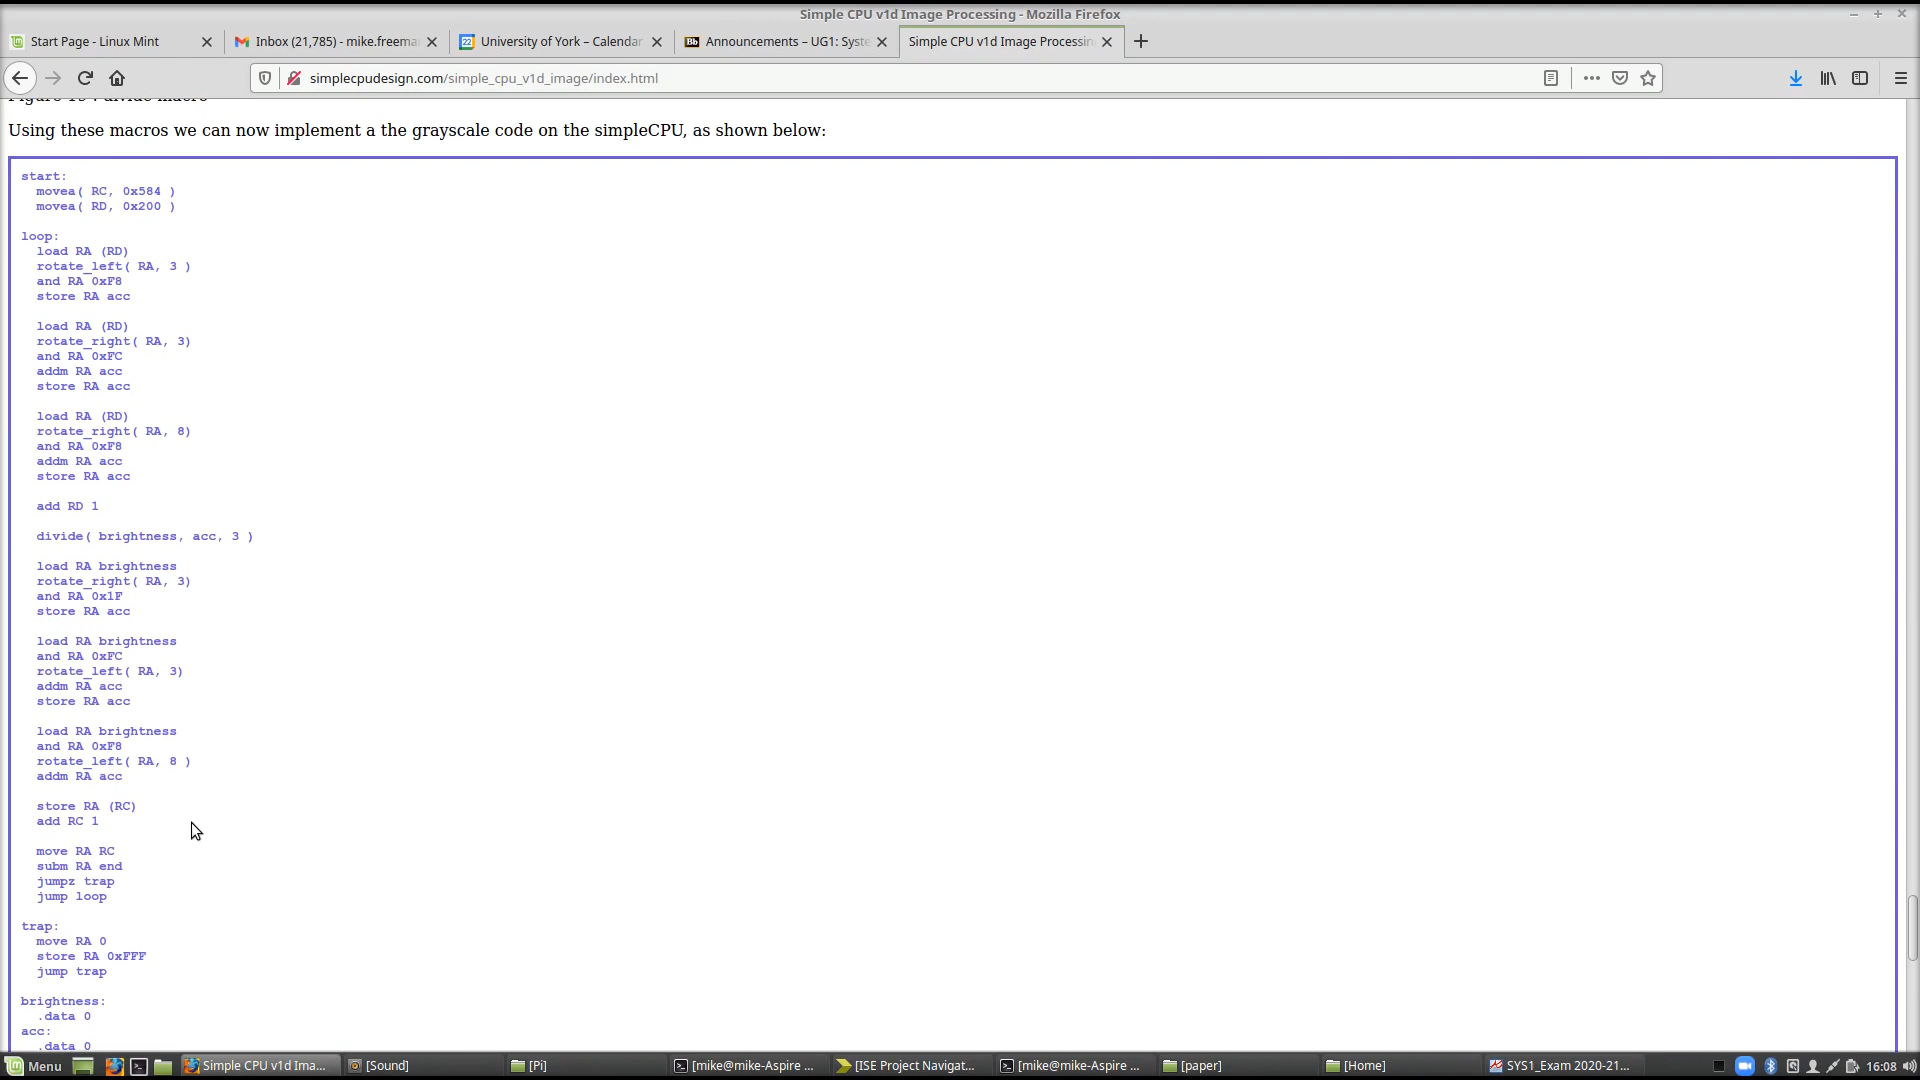 Simple CPU v1d Image Processing - Mozilla Firefox
Start Page - Linux Mint
Inbox (21,785) - mike.freema
University of York – Calendar
Announcements – UG1: Syste
Simple CPU v1d Image Processin
simplecpudesign.com/simple_cpu_v1d_image/index.html
Using these macros we can now implement a the grayscale code on the simpleCPU, as shown below:
start:
movea( RC, 0x584 )
movea( RD, 0x200 )
loop:
load RA (RD)
rotate_left( RA, 3 )
and RA 0xF8
store RA acc
load RA (RD)
rotate_right( RA, 3)
and RA 0xFC
addm RA acc
store RA acc
load RA (RD)
rotate_right( RA, 8)
and RA 0xF8
addm RA acc
store RA acc
add RD 1
divide( brightness, acc, 3 )
load RA brightness
rotate_right( RA, 3)
and RA 0x1F
store RA acc
load RA brightness
and RA 0xFC
rotate_left( RA, 3)
addm RA acc
store RA acc
load RA brightness
and RA 0xF8
rotate_left( RA, 8 )
addm RA acc
store RA (RC)
add RC 1
move RA RC
subm RA end
jumpz trap
jump loop
trap:
move RA 0
store RA 0xFFF
jump trap
brightness:
.data 0
acc:
.data 0
Menu
Simple CPU v1d Ima...
[Sound]
[Pi]
[mike@mike-Aspire ...
[ISE Project Navigat...
[mike@mike-Aspire ...
[paper]
[Home]
SYS1_Exam 2020-21...
16:08